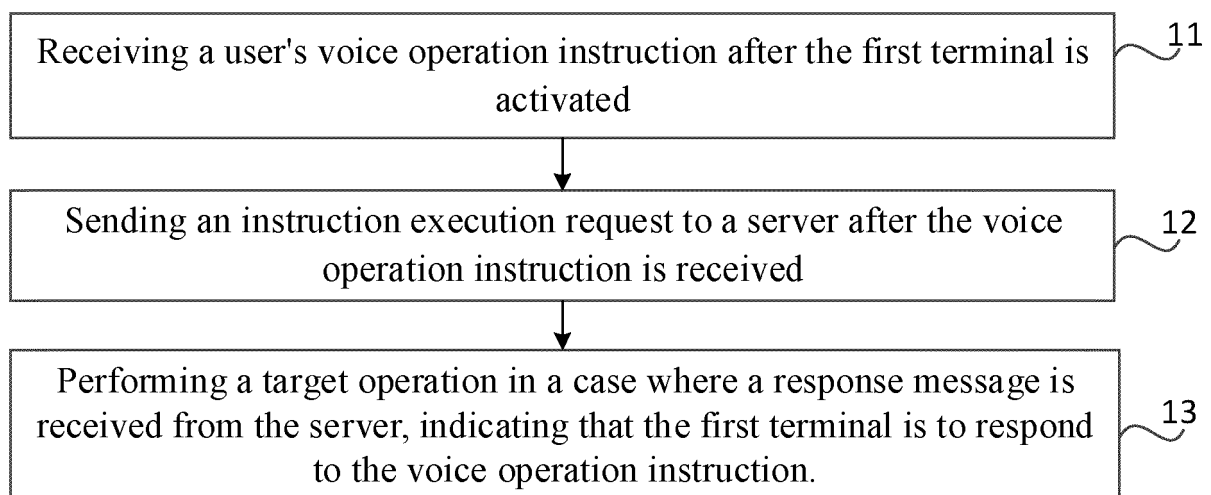 Receiving a user's voice operation instruction after the first terminal is
activated
11
Sending an instruction execution request to a server after the voice
operation instruction is received
12
Performing a target operation in a case where a response message is
received from the server, indicating that the first terminal is to respond
to the voice operation instruction.
13